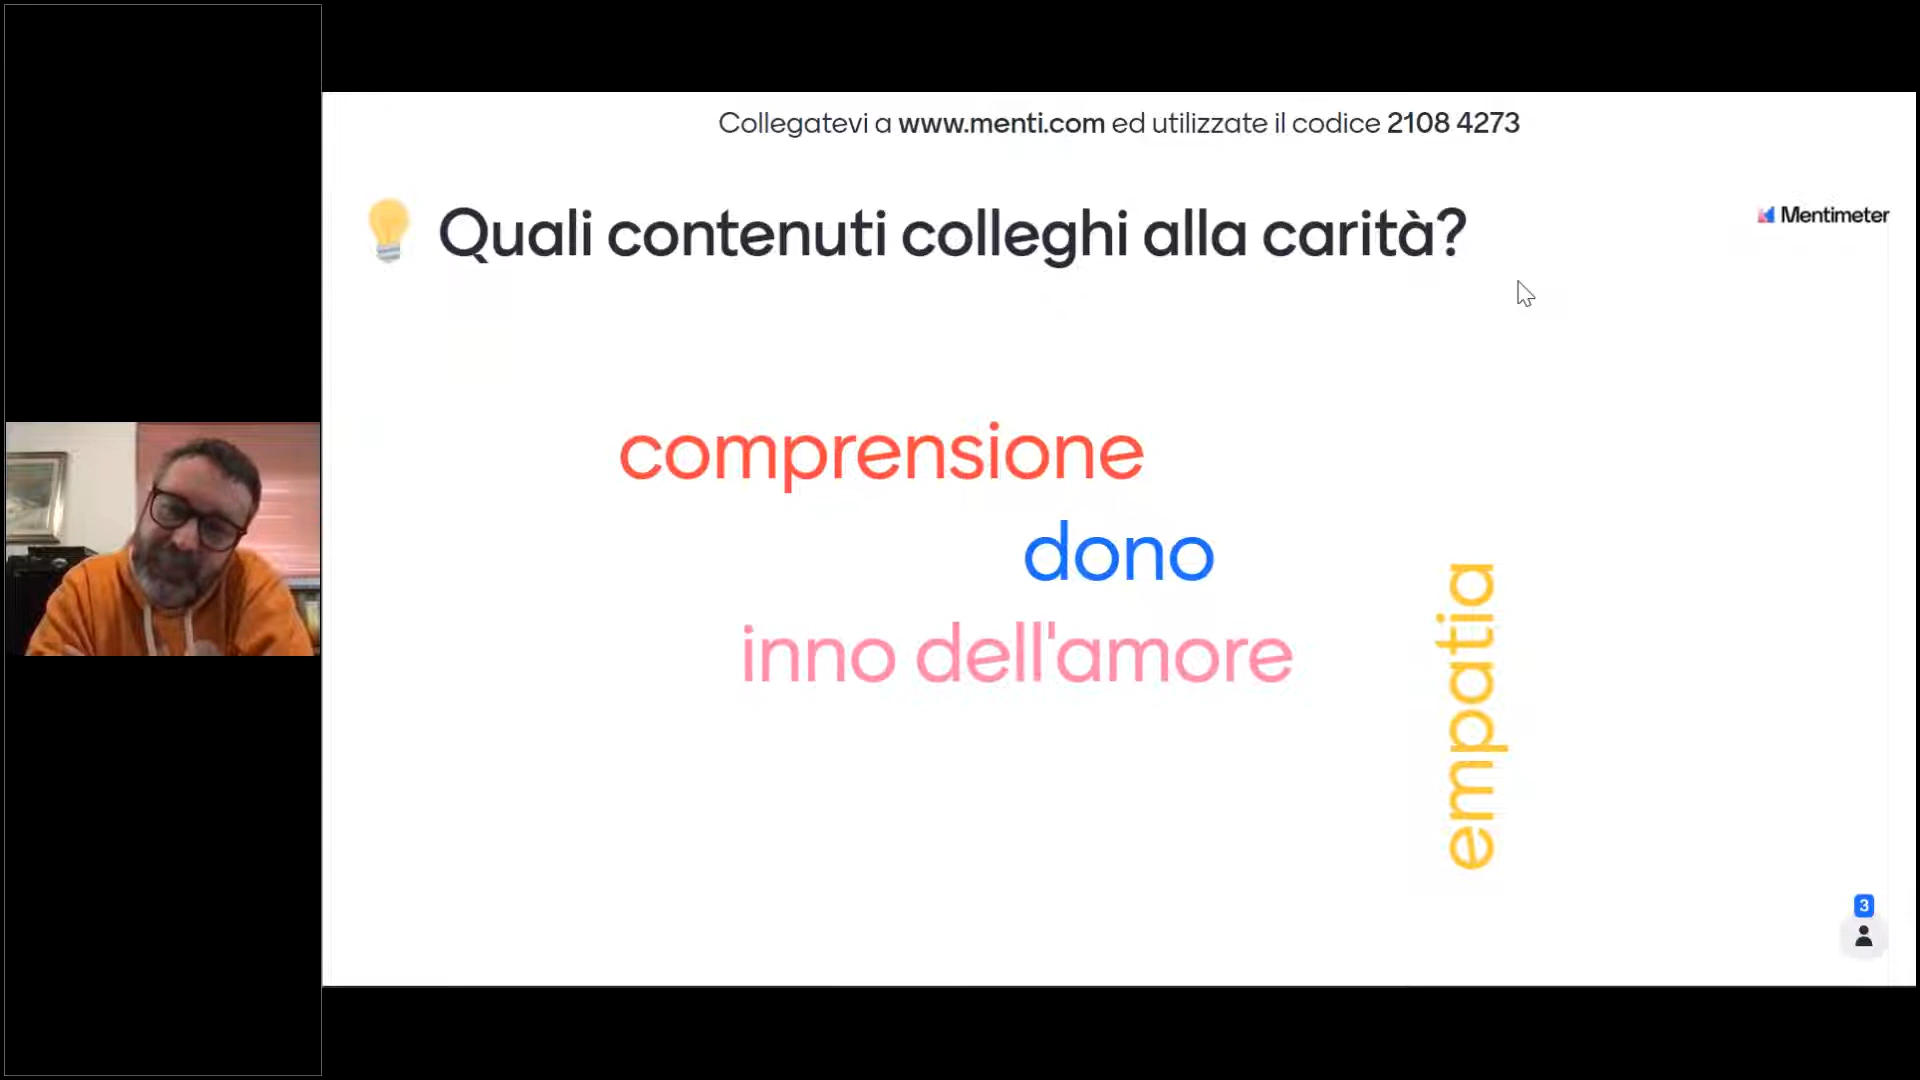 Collegatevi a www.menti.com ed utilizzate il codice 2108 4273
Quali contenuti colleghi alla carità?
Mentimeter
comprensione
dono
inno dell'amore
empatia
3